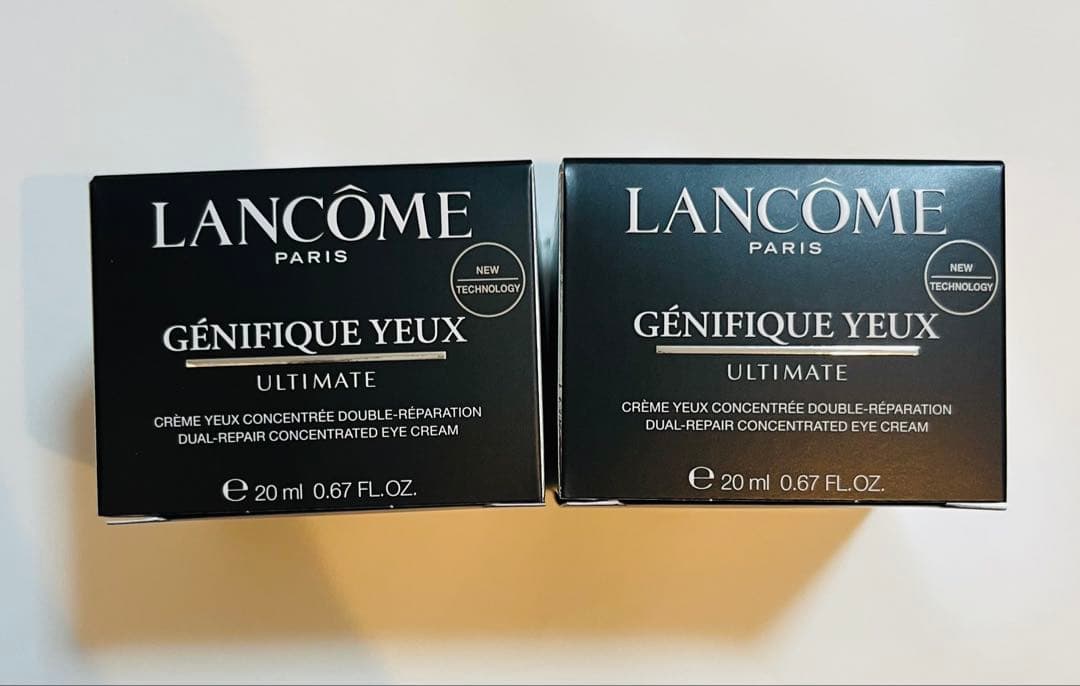 LANCÔME
PARIS
NEW
TECHNOLOGY
GÉNIFIQUE YEUX
ULTIMATE
CRÈME YEUX CONCENTRÉE DOUBLE-RÉPARATION
DUAL-REPAIR CONCENTRATED EYE CREAM
℮ 20 ml 0.67 FL.OZ.
LANCÔME
PARIS
NEW
TECHNOLOGY
GÉNIFIQUE YEUX
ULTIMATE
CRÈME YEUX CONCENTRÉE DOUBLE-RÉPARATION
DUAL-REPAIR CONCENTRATED EYE CREAM
℮ 20 ml 0.67 FL.OZ.